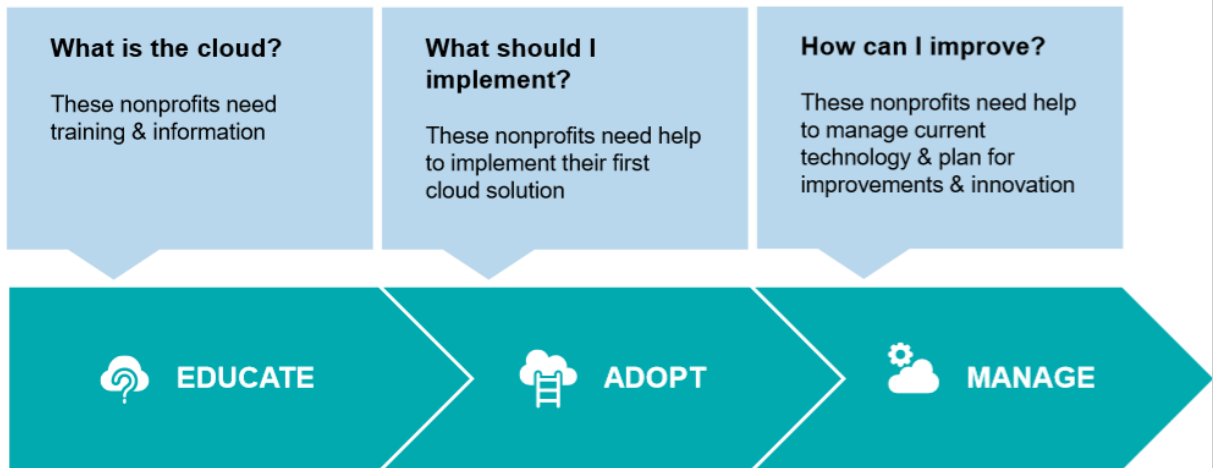 What is the cloud?
These nonprofits need
training & information
What should I
implement?
These nonprofits need help
to implement their first
cloud solution
How can I improve?
These nonprofits need help
to manage current
technology & plan for
improvements & innovation
EDUCATE
ADOPT
MANAGE